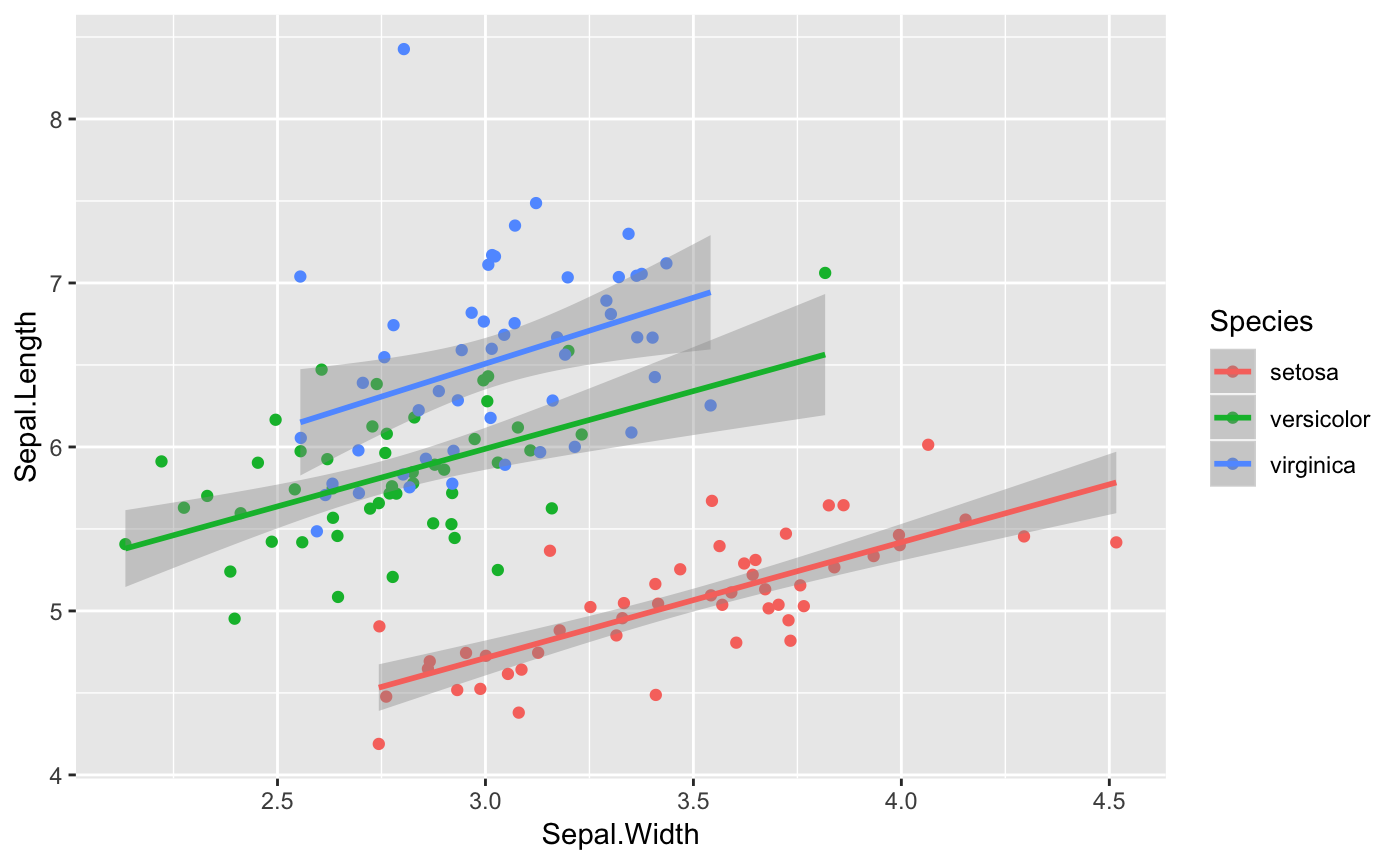 8
7
6
5
4
Sepal.Length
2.5 3.0 3.5 4.0 4.5
Sepal.Width
Species
setosa
versicolor
virginica